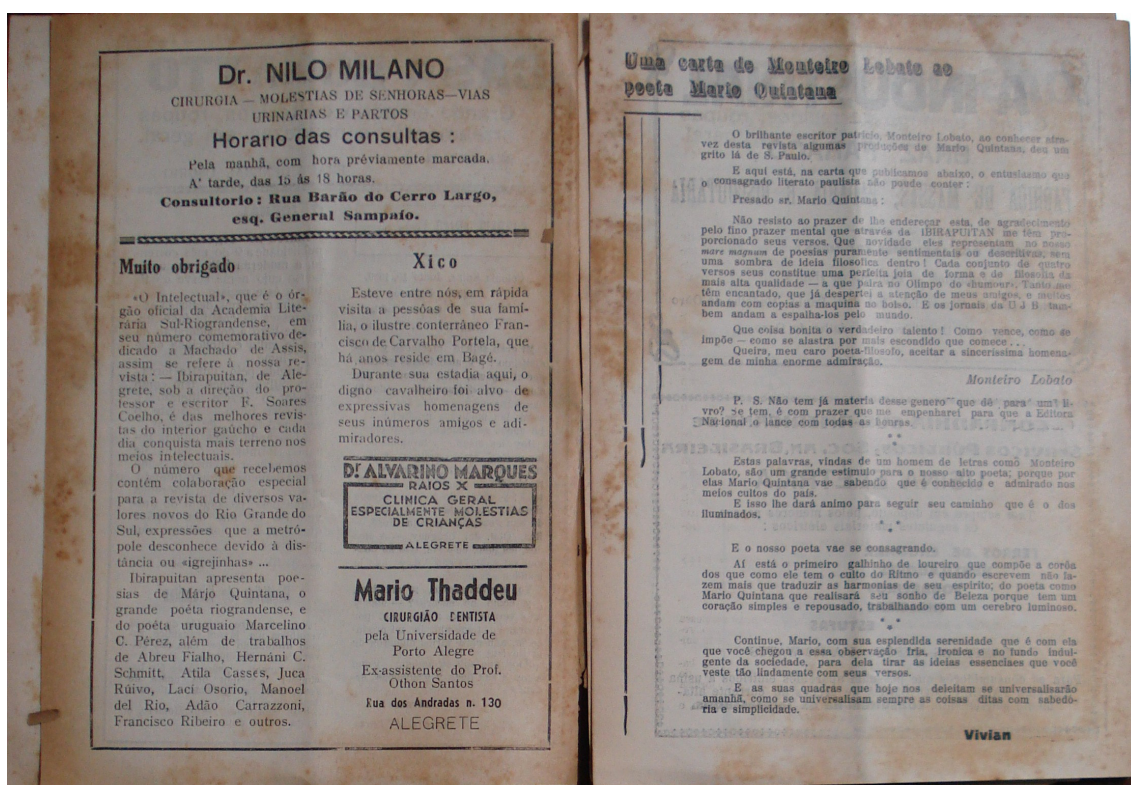 Dr. NILO MILANO
CIRURGIA — MOLESTIAS DE SENHORAS—VIAS
URINARIAS E PARTOS
Horario das consultas :
Pela manhã, com hora préviamente marcada.
A' tarde, das 15 ás 18 horas.
Consultorio : Rua Barão do Cerro Largo,
esq. General Sampaio.
Muito obrigado
«O Intelectual», que é o ór-
gão oficial da Academia Lite-
rária Sul-Riograndense, em
seu número comemorativo de-
dicado a Machado de Assis,
assim se refere à nossa re-
vista : — Ibirapuitan, de Ale-
grete, sob a direção do pro-
fessor e escritor F. Soares
Coelho, é das melhores revis-
tas do interior gaúcho e cada
dia conquista mais terreno nos
meios intelectuais.
O número que recebemos
contém colaboração especial
para a revista de diversos va-
lores novos do Rio Grande do
Sul, expressões que a metró-
pole desconhece devido à dis-
tância ou «igrejinhas» ...
Ibirapuitan apresenta poe-
sias de Márjo Quintana, o
grande poéta riograndense, e
do poéta uruguaio Marcelino
C. Pérez, além de trabalhos
de Abreu Fialho, Hernáni C.
Schmitt, Atila Casses, Juca
Rúivo, Laci Osorio, Manoel
del Rio, Adão Carrazzoni,
Francisco Ribeiro e outros.
Xico
Esteve entre nós, em rápida
visita a pessôas de sua famí-
lia, o ilustre conterrâneo Fran-
cisco de Carvalho Portela, que
há anos reside em Bagé.
Durante sua estadia aqui, o
digno cavalheiro foi alvo de
expressivas homenagens de
seus inúmeros amigos e adi-
miradores.
Dr. ALVARINO MARQUES
RAIOS X
CLINICA GERAL
ESPECIALMENTE MOLESTIAS
DE CRIANÇAS
ALEGRETE
Mario Thaddeu
CIRURGIÃO DENTISTA
pela Universidade de
Porto Alegre
Ex-assistente do Prof.
Othon Santos
Rua dos Andradas n. 130
ALEGRETE
Uma carta de Monteiro Lobato ao
poeta Mario Quintana
O brilhante escritor patricio, Monteiro Lobato, ao conhecer atra-
vez desta revista algumas produções de Mario Quintana, deu um
grito lá de S. Paulo.
E aqui está, na carta que publicamos abaixo, o entusiasmo que
o consagrado literato paulista não poude conter :
Presado sr. Mario Quintana :
Não resisto ao prazer de lhe endereçar esta, de agradecimento
pelo fino prazer mental que através da IBIRAPUITAN me têm pro-
porcionado seus versos. Que novidade eles representam no nosso
mare magnum de poesias puramente sentimentais ou descritivas, sem
uma sombra de ideia filosofica dentro ! Cada conjunto de quatro
versos seus constitue uma perfeita joia de forma e de filosofia da
mais alta qualidade — a que paira no Olimpo do «humour». Tanto me
têm encantado, que já despertei a atenção de meus amigos, e muitos
andam com copias a maquina no bolso. E os jornais da U J B tam-
bem andam a espalha-los pelo mundo.
Que coisa bonita o verdadeiro talento ! Como vence, como se
impõe — como se alastra por mais escondido que comece...
Queira, meu caro poeta-filosofo, aceitar a sincerissima homena-
gem de minha enorme admiração.
Monteiro Lobato
P. S. Não tem já materia desse genero que dê para um li-
vro? Se tem, é com prazer que me empenharei para que a Editora
Nacional o lance com todas as honras.
Estas palavras, vindas de um homem de letras como Monteiro
Lobato, são um grande estimulo para o nosso alto poeta; porque por
elas Mario Quintana vae sabendo que é conhecido e admirado nos
meios cultos do país.
E isso lhe dará animo para seguir seu caminho que é o dos
iluminados.
E o nosso poeta vae se consagrando.
Aí está o primeiro galhinho de loureiro que compõe a corôa
dos que como ele tem o culto do Ritmo e quando escrevem não fa-
zem mais que traduzir as harmonias de seu espirito; do poeta como
Mario Quintana que realisará seu sonho de Beleza porque tem um
coração simples e repousado, trabalhando com um cerebro luminoso.
Continue, Mario, com sua esplendida serenidade que é com ela
que você chegou a essa observação fria, ironica e no fundo indul-
gente da sociedade, para dela tirar as ideias essenciaes que você
veste tão lindamente com seus versos.
E as suas quadras que hoje nos deleitam se universalisarão
amanhã, como se universalisam sempre as coisas ditas com sabedo-
ria e simplicidade.
Vivian